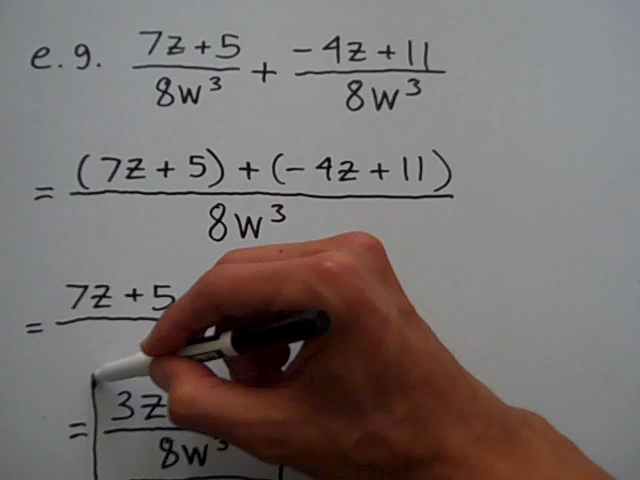 e.g. (7z+5)/(8w³) + (-4z+11)/(8w³)
= ((7z+5)+(-4z+11))/(8w³)
= 7z+5
= 3z/8w³